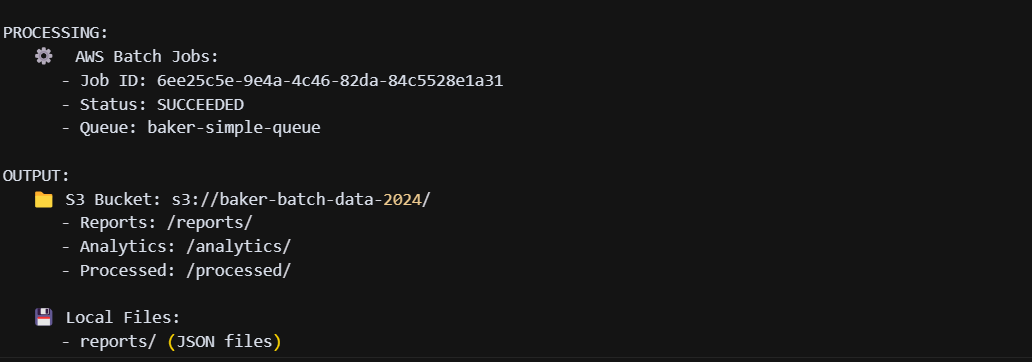 PROCESSING:
⚙️ AWS Batch Jobs:
- Job ID: 6ee25c5e-9e4a-4c46-82da-84c5528e1a31
- Status: SUCCEEDED
- Queue: baker-simple-queue
OUTPUT:
📁 S3 Bucket: s3://baker-batch-data-2024/
- Reports: /reports/
- Analytics: /analytics/
- Processed: /processed/
💾 Local Files:
- reports/ (JSON files)